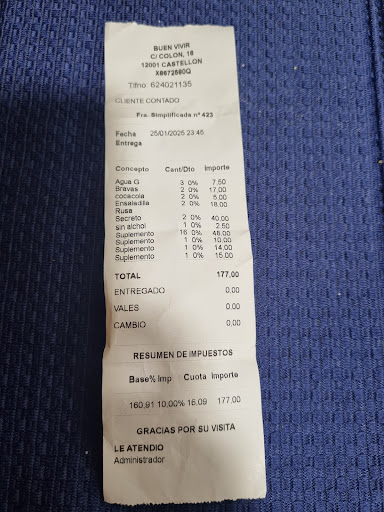 BUEN VIVIR
C/ COLON, 18
12001 CASTELLON
X8672560Q
Tlfno: 624021135
CLIENTE CONTADO
Fra. Simplificada nº 423
Fecha 25/01/2025 23:45
Entrega
Concepto Cant/Dto Importe
Agua G 3 0% 7,50
Bravas 2 0% 17,00
cocacola 2 0% 5,00
Ensaladilla 2 0% 18,00
Rusa
Secreto 2 0% 40,00
sin alchol 1 0% 2,50
Suplemento 16 0% 48,00
Suplemento 1 0% 10,00
Suplemento 1 0% 14,00
Suplemento 1 0% 15,00
TOTAL 177,00
ENTREGADO 0,00
VALES 0,00
CAMBIO 0,00
RESUMEN DE IMPUESTOS
Base% Imp Cuota Importe
160,91 10,00% 16,09 177,00
GRACIAS POR SU VISITA
LE ATENDIO
Administrador